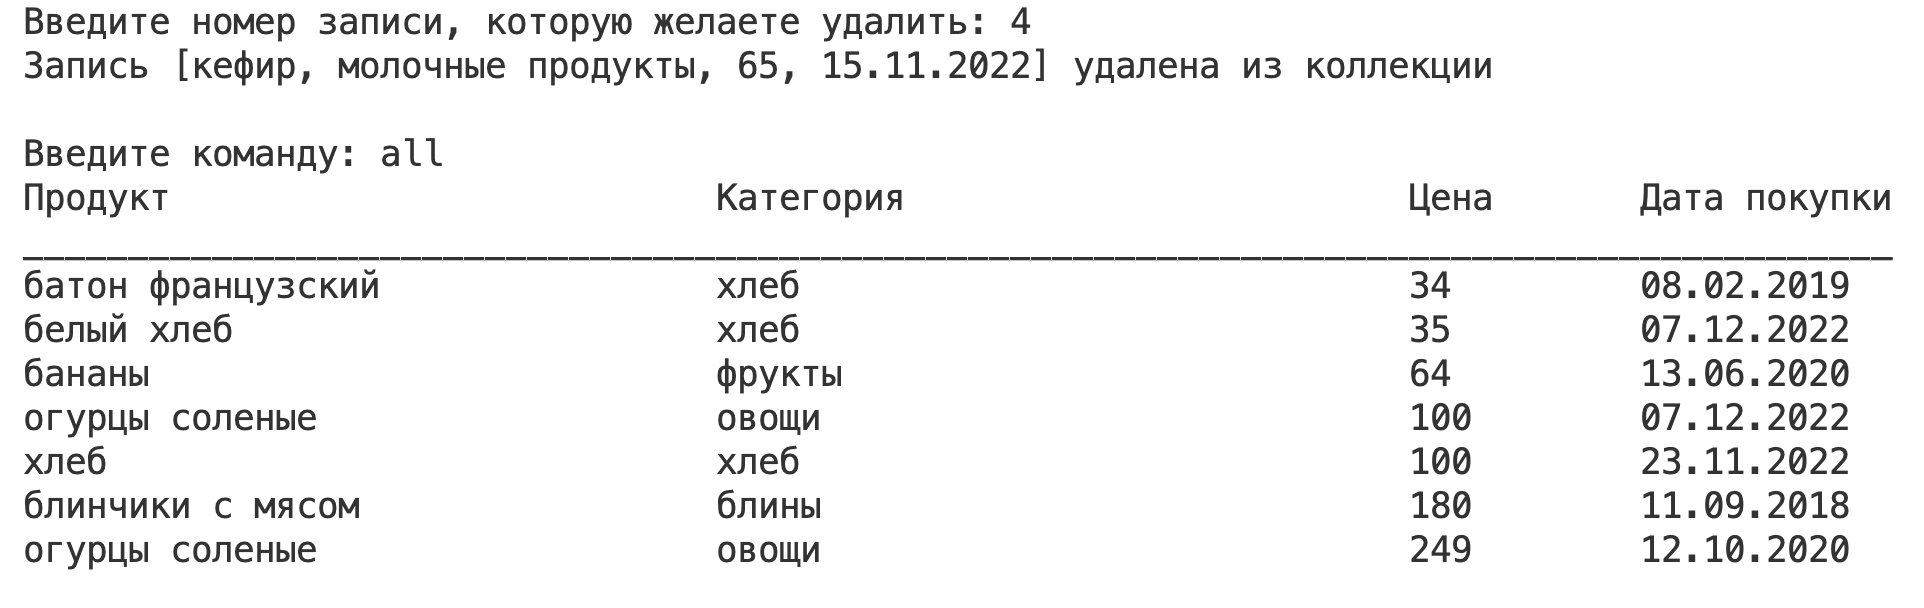 Введите номер записи, которую желаете удалить: 4
Запись [кефир, молочные продукты, 65, 15.11.2022] удалена из коллекции
Введите команду: all
Продукт Категория Цена Дата покупки
_________________________________________________________________________________________
батон французский хлеб 34 08.02.2019
белый хлеб хлеб 35 07.12.2022
бананы фрукты 64 13.06.2020
огурцы соленые овощи 100 07.12.2022
хлеб хлеб 100 23.11.2022
блинчики с мясом блины 180 11.09.2018
огурцы соленые овощи 249 12.10.2020